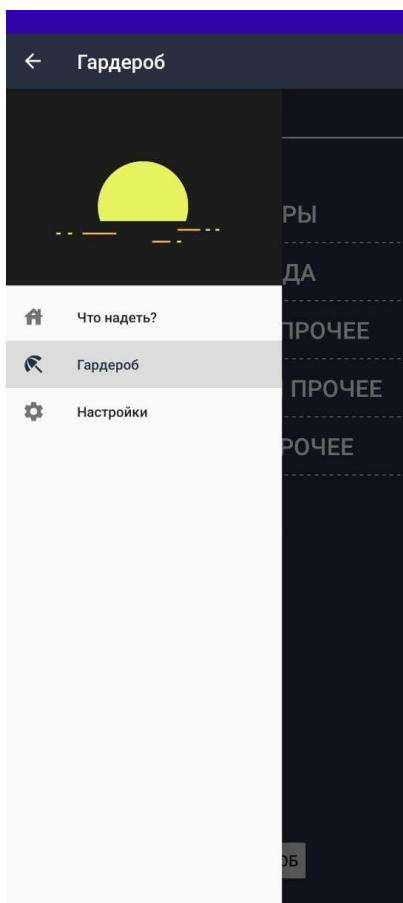 Гардероб
РЫ
ДА
Что надеть?
ПРОЧЕЕ
Гардероб
ПРОЧЕЕ
Настройки
РОЧЕЕ
ОБ